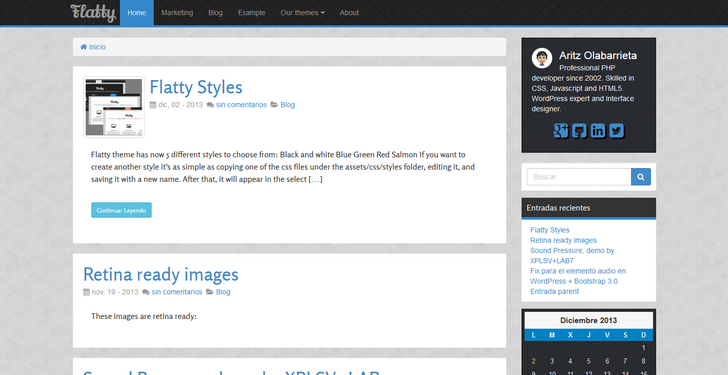 Flatty
Home Marketing Blog Example Our themes About
Inicio
Flatty Styles
dic, 02 - 2013 sin comentarios Blog
Flatty theme has now 5 different styles to choose from: Black and white Blue Green Red Salmon If you want
to create another style it's as simple as copying one of the css files under the assets/css/styles folder, editing it, and
saving it with a new name. After that, it will appear in the select […]
Continuar Leyendo
Retina ready images
nov, 19 - 2013 sin comentarios Blog
These images are retina ready:
Sound Pressure, demo by XPLSV+LAB7
Aritz Olabarrieta
Professional PHP
developer since 2002. Skilled in
CSS, Javascript and HTML5.
WordPress expert and interface
designer.
Buscar
Entradas recientes
Flatty Styles
Retina ready images
Sound Pressure, demo by
XPLSV+LAB7
Fix para el elemento audio en
WordPress + Bootstrap 3.0
Entrada parent
Diciembre 2013
L M X J V S D
1
2 3 4 5 6 7 8
9 10 11 12 13 14 15